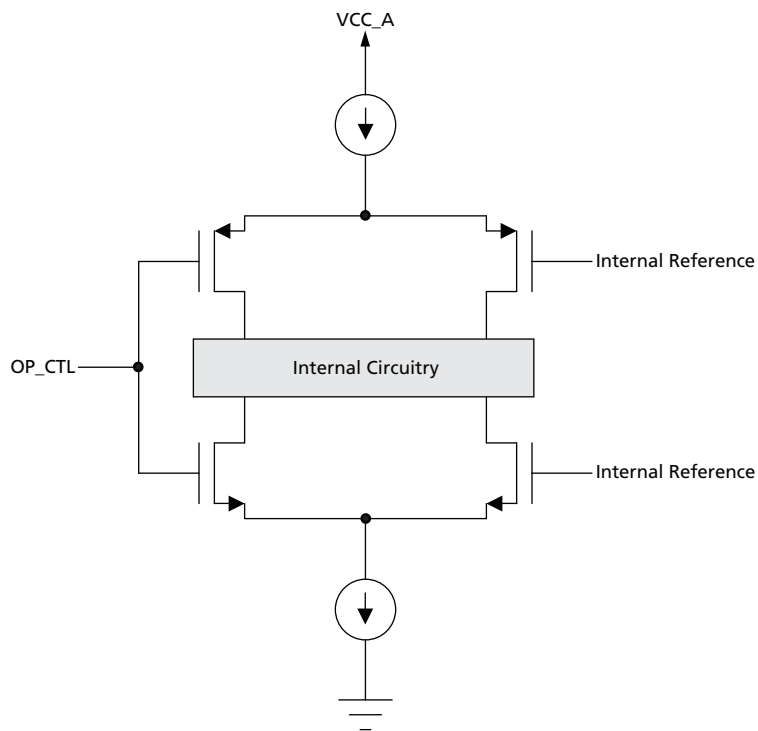 VCC_A
Internal Reference
OP_CTL
Internal Circuitry
Internal Reference